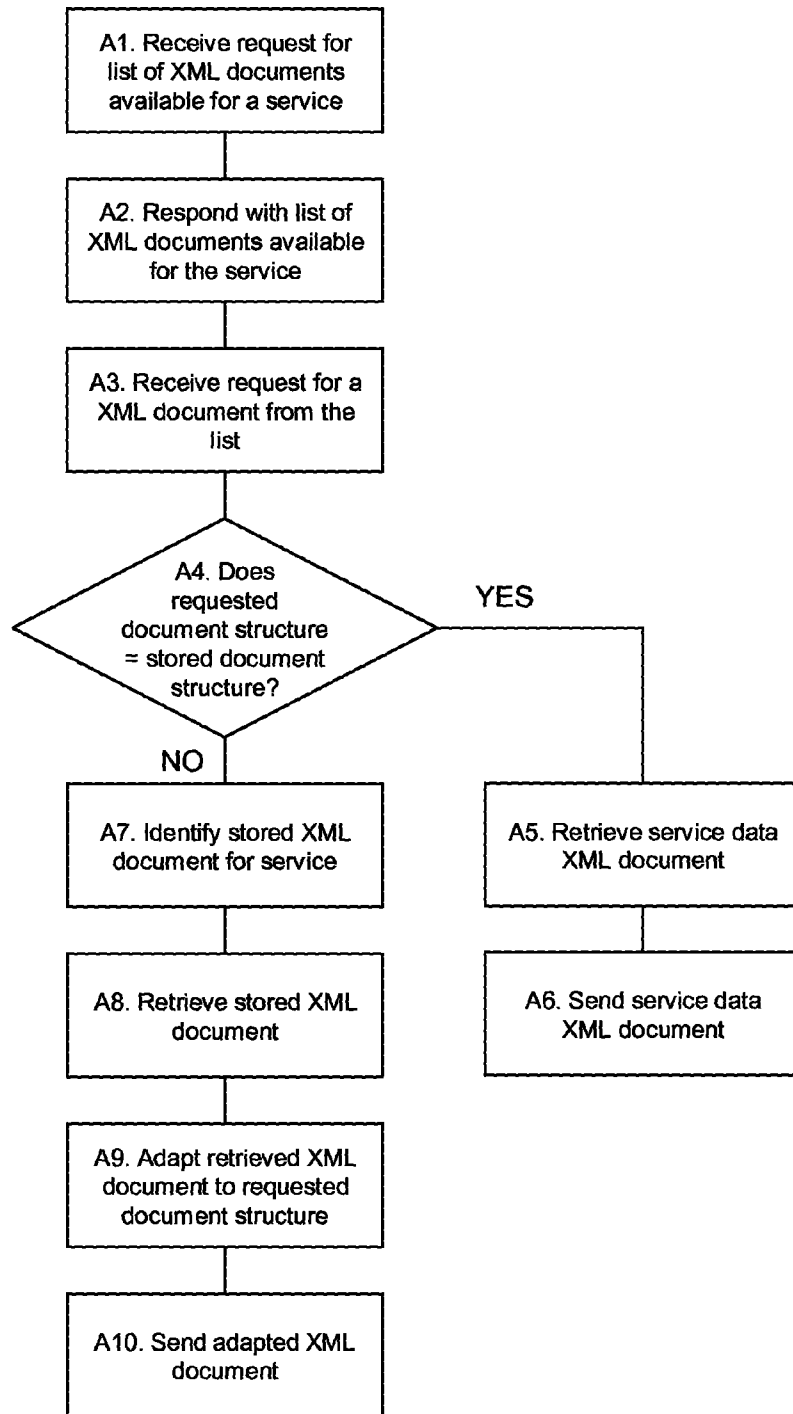 A1. Receive request for
list of XML documents
available for a service
A2. Respond with list of
XML documents available
for the service
A3. Receive request for a
XML document from the
list
A4. Does
requested
document structure
= stored document
structure?
YES
NO
A7. Identify stored XML
document for service
A5. Retrieve service data
XML document
A8. Retrieve stored XML
document
A6. Send service data
XML document
A9. Adapt retrieved XML
document to requested
document structure
A10. Send adapted XML
document